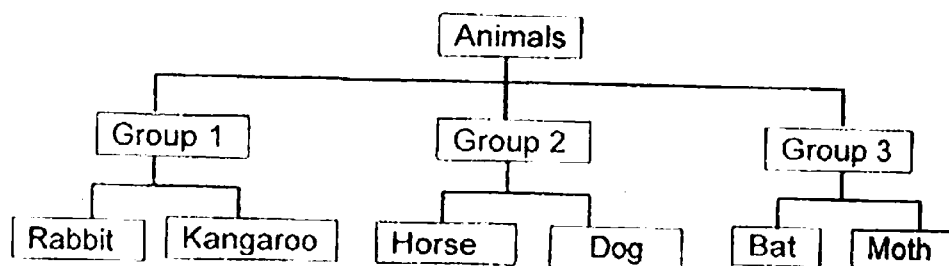 Animals
Group 1
Group 2
Group 3
Rabbit
Kangaroo
Horse
Dog
Bat
Moth